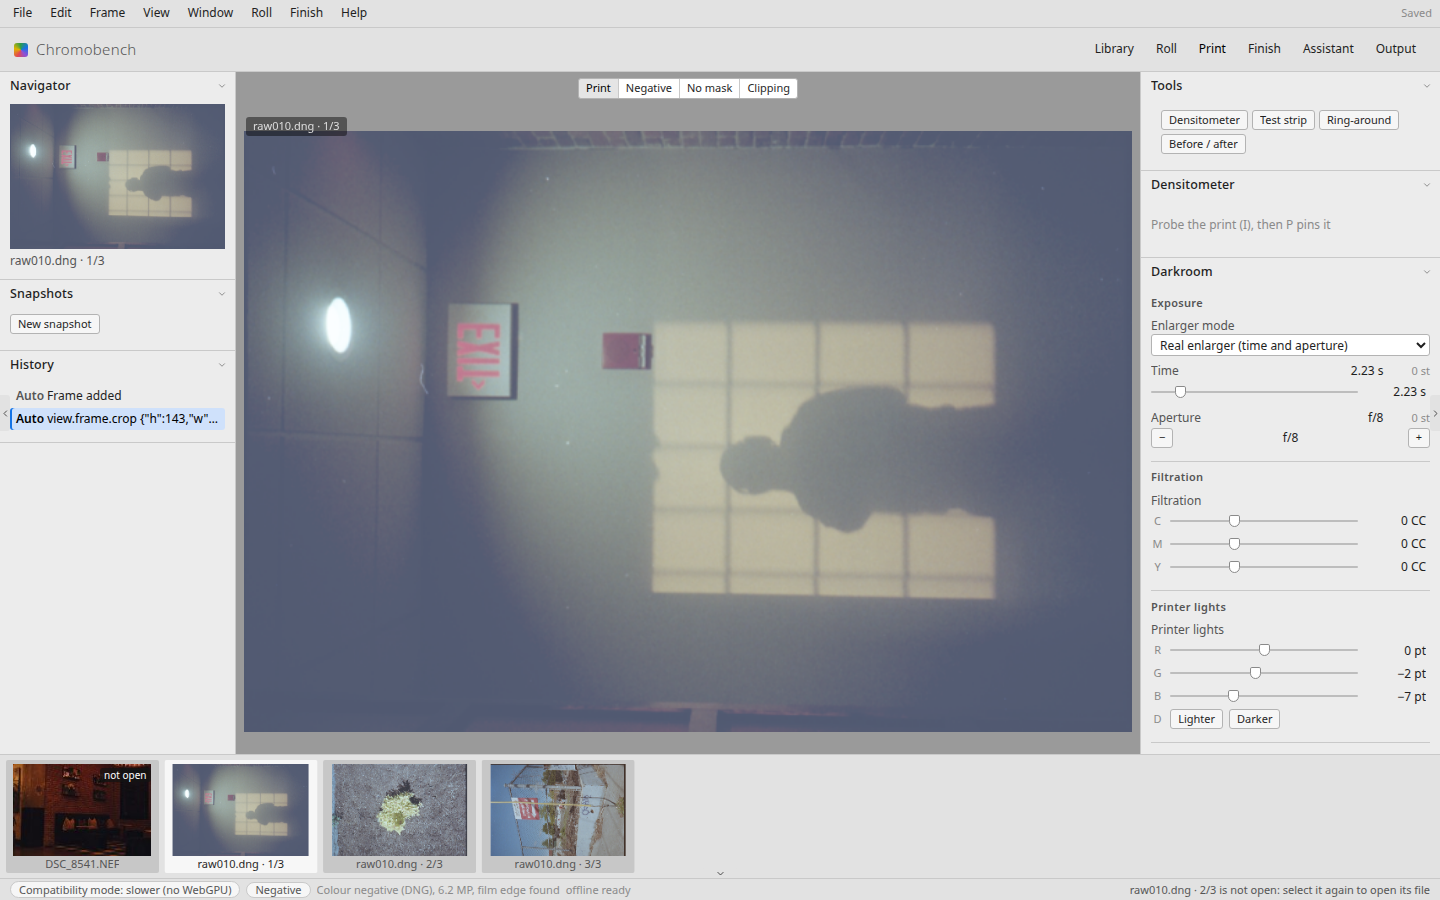 File Edit Frame View Window Roll Finish Help
Saved
Chromobench
Library Roll Print Finish Assistant Output
Navigator
raw010.dng · 1/3
Snapshots
New snapshot
History
Auto Frame added
Auto view.frame.crop {"h":143,"w"...
Print Negative No mask Clipping
raw010.dng · 1/3
EXIT
Tools
Densitometer Test strip Ring-around
Before / after
Densitometer
Probe the print (I), then P pins it
Darkroom
Exposure
Enlarger mode
Real enlarger (time and aperture)
Time 2.23 s 0 st
2.23 s
Aperture f/8 0 st
− f/8 +
Filtration
Filtration
C 0 CC
M 0 CC
Y 0 CC
Printer lights
Printer lights
R 0 pt
G −2 pt
B −7 pt
D Lighter Darker
not open
DSC_8541.NEF
raw010.dng · 1/3
raw010.dng · 2/3
raw010.dng · 3/3
Compatibility mode: slower (no WebGPU) Negative Colour negative (DNG), 6.2 MP, film edge found offline ready
raw010.dng · 2/3 is not open: select it again to open its file